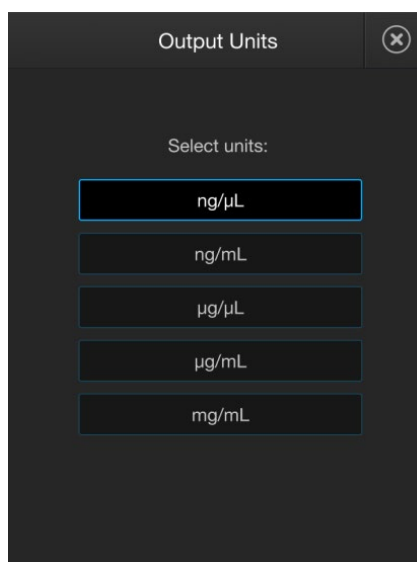 Output Units
Select units:
ng/µL
ng/mL
µg/µL
µg/mL
mg/mL